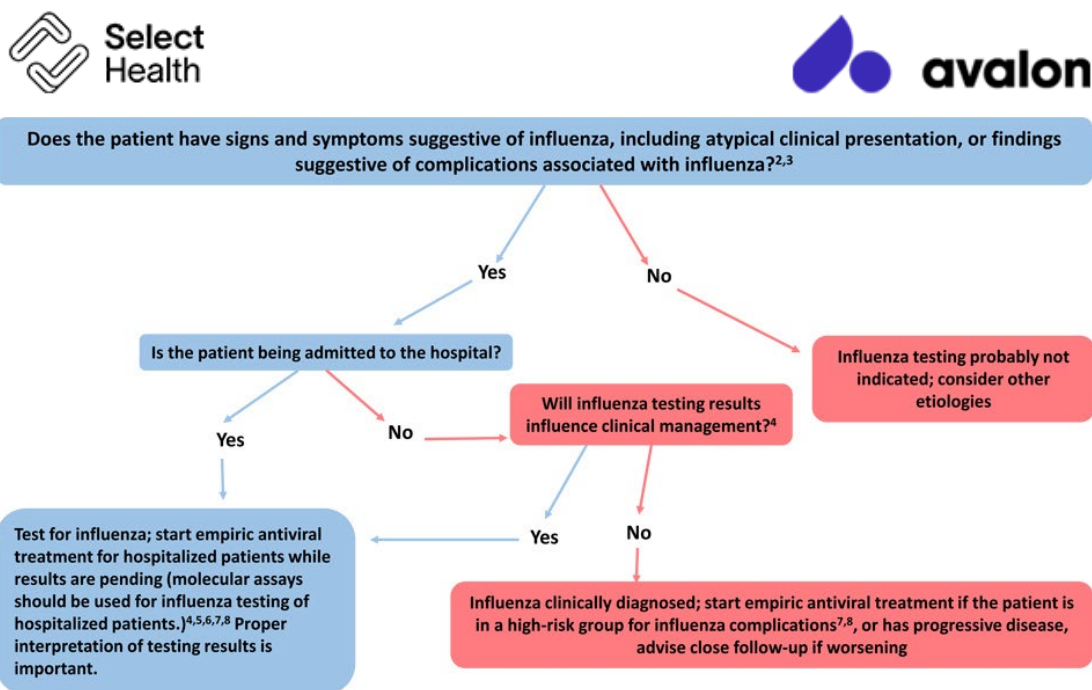 Select
Health
avalon
Does the patient have signs and symptoms suggestive of influenza, including atypical clinical presentation, or findings
suggestive of complications associated with influenza?2,3
Yes
No
Is the patient being admitted to the hospital?
Influenza testing probably not
indicated; consider other
etiologies
Will influenza testing results
influence clinical management?4
Yes
No
Test for influenza; start empiric antiviral
treatment for hospitalized patients while
results are pending (molecular assays
should be used for influenza testing of
hospitalized patients.)4,5,6,7,8 Proper
interpretation of testing results is
important.
Yes
No
Influenza clinically diagnosed; start empiric antiviral treatment if the patient is
in a high-risk group for influenza complications7,8, or has progressive disease,
advise close follow-up if worsening